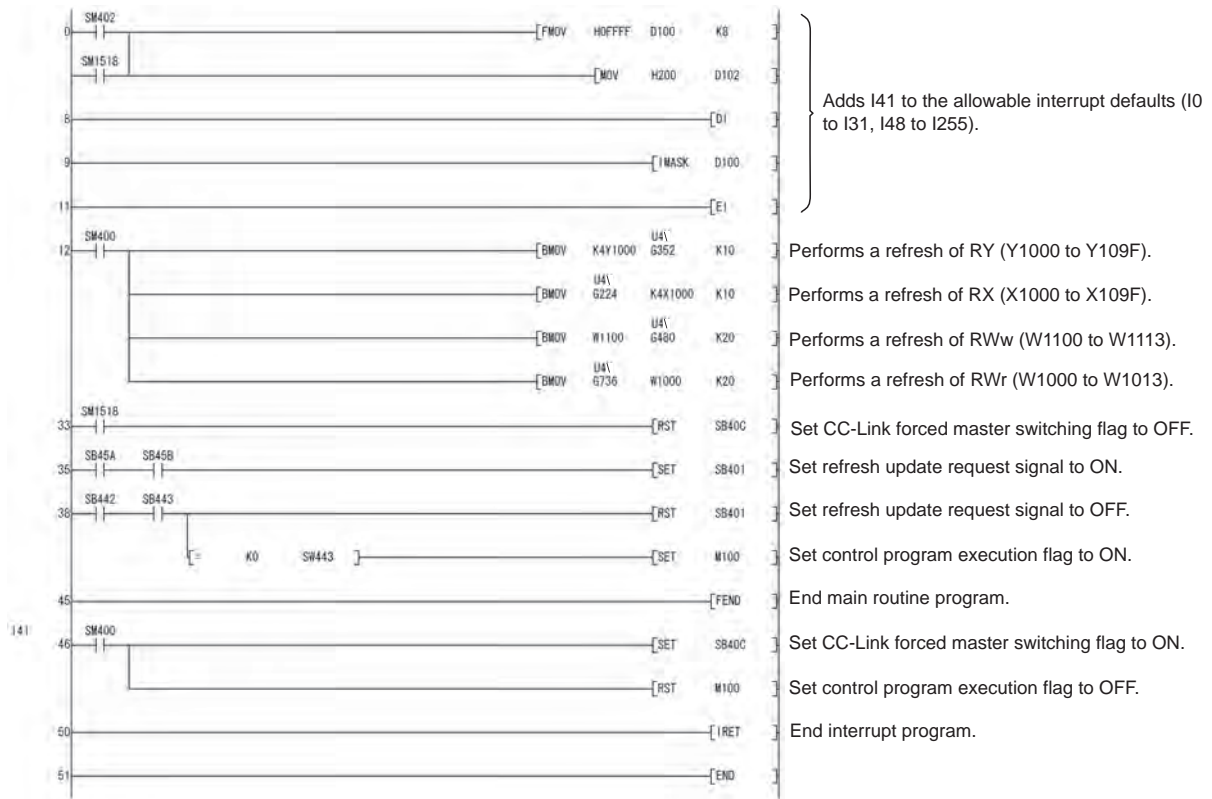 SM402
0 [FMOV H0FFFF D100 K8 ]
SM1518
[MOV H200 D102 ]
8 [DI ]
Adds I41 to the allowable interrupt defaults (I0
to I31, I48 to I255).
9 [IMASK D100 ]
11 [EI ]
SM400 U4\
12 [BMOV K4Y1000 G352 K10 ] Performs a refresh of RY (Y1000 to Y109F).
U4\
[BMOV G224 K4X1000 K10 ] Performs a refresh of RX (X1000 to X109F).
U4\
[BMOV W1100 G480 K20 ] Performs a refresh of RWw (W1100 to W1113).
U4\
[BMOV G736 W1000 K20 ] Performs a refresh of RWr (W1000 to W1013).
SM1518
33 [RST SB40C ] Set CC-Link forced master switching flag to OFF.
SB45A SB45B
35 [SET SB401 ] Set refresh update request signal to ON.
SB442 SB443
38 [RST SB401 ] Set refresh update request signal to OFF.
[= K0 SW443 ] [SET M100 ] Set control program execution flag to ON.
45 [FEND ] End main routine program.
I41 SM400
46 [SET SB40C ] Set CC-Link forced master switching flag to ON.
[RST M100 ] Set control program execution flag to OFF.
50 [IRET ] End interrupt program.
51 [END ]